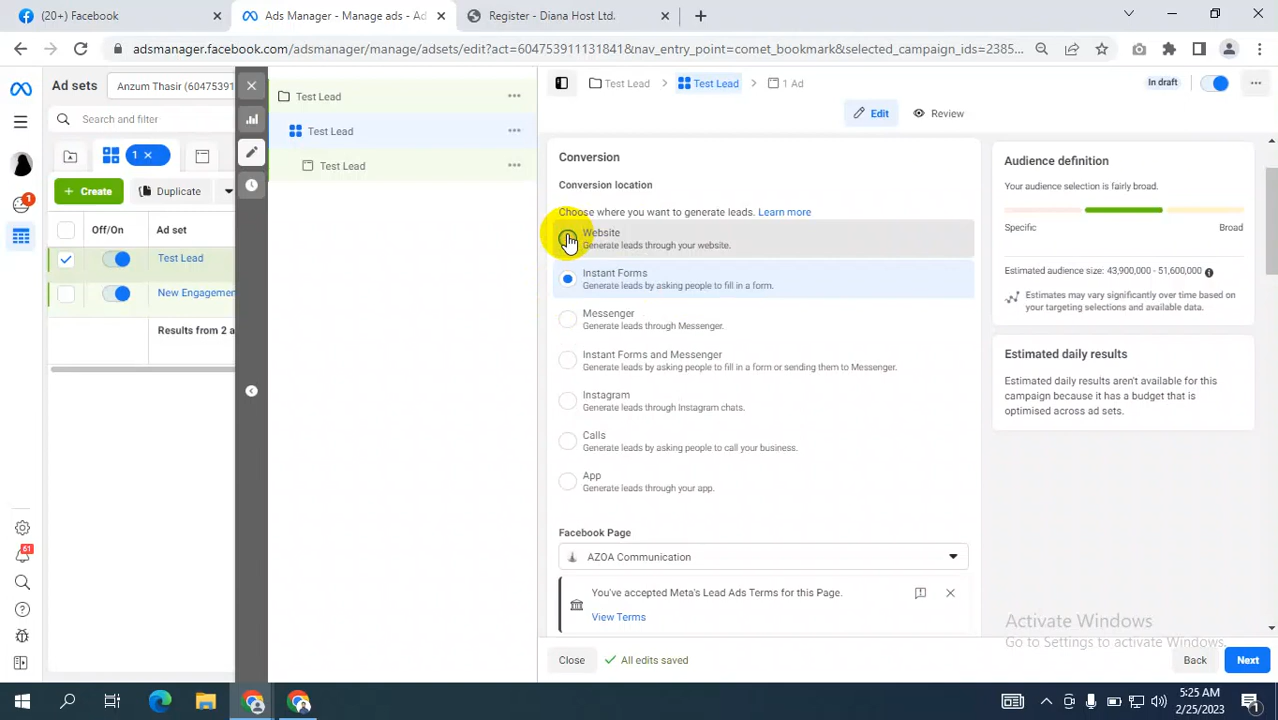 (20+) Facebook
Ads Manager - Manage ads - Ad
Register - Diana Host Ltd.
adsmanager.facebook.com/adsmanager/manage/adsets/edit?act=604753911131841&nav_entry_point=comet_bookmark&selected_campaign_ids=2385...
Ad sets
Anzum Thasir (60475391
Search and filter
1
Create
Duplicate
Off/On
Ad set
Test Lead
New Engagemen
Results from 2 a
1
51
Test Lead
Test Lead
Test Lead
Test Lead
Test Lead
1 Ad
In draft
Edit
Review
Conversion
Conversion location
Choose where you want to generate leads. Learn more
Website
Generate leads through your website.
Instant Forms
Generate leads by asking people to fill in a form.
Messenger
Generate leads through Messenger.
Instant Forms and Messenger
Generate leads by asking people to fill in a form or sending them to Messenger.
Instagram
Generate leads through Instagram chats.
Calls
Generate leads by asking people to call your business.
App
Generate leads through your app.
Facebook Page
AZOA Communication
You've accepted Meta's Lead Ads Terms for this Page.
View Terms
Close
All edits saved
Back
Next
Audience definition
Your audience selection is fairly broad.
Specific
Broad
Estimated audience size: 43,900,000 - 51,600,000
Estimates may vary significantly over time based on
your targeting selections and available data.
Estimated daily results
Estimated daily results aren't available for this
campaign because it has a budget that is
optimised across ad sets.
Activate Windows
Go to Settings to activate Windows.
5:25 AM
2/25/2023
1